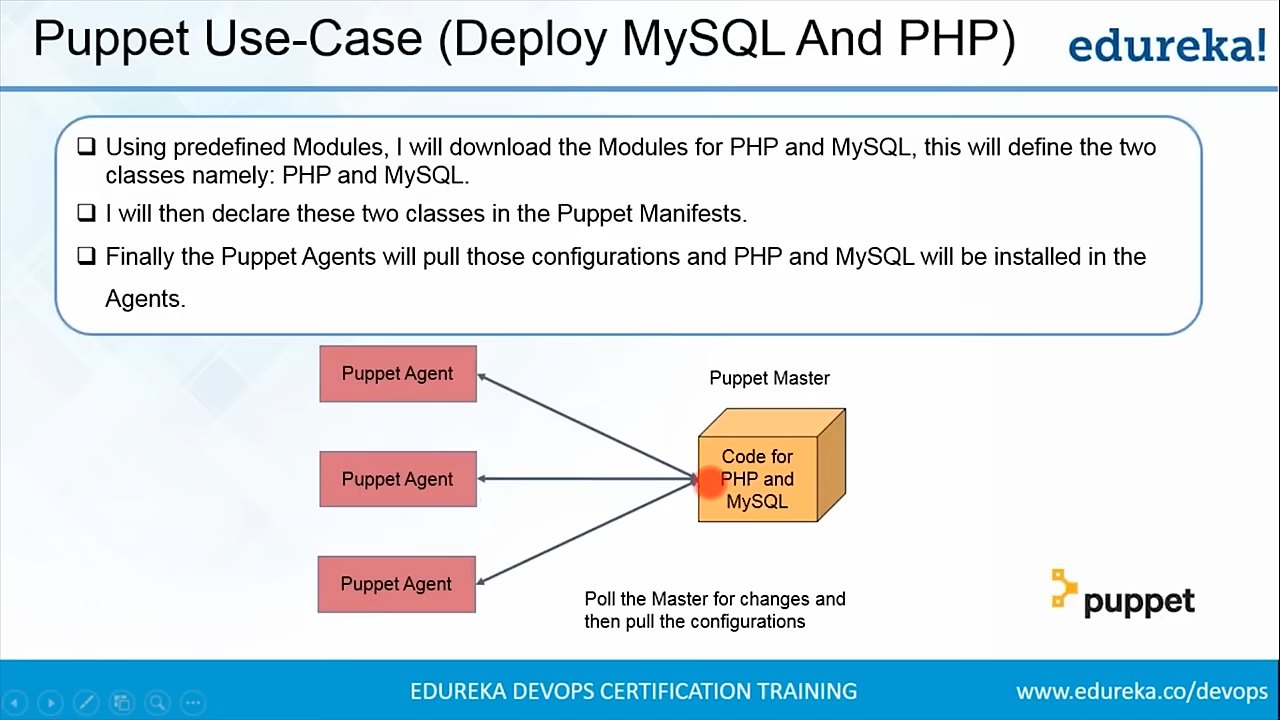 Puppet Use-Case (Deploy MySQL And PHP)
edureka!
Using predefined Modules, I will download the Modules for PHP and MySQL, this will define the two
classes namely: PHP and MySQL.
I will then declare these two classes in the Puppet Manifests.
Finally the Puppet Agents will pull those configurations and PHP and MySQL will be installed in the
Agents.
Puppet Agent
Puppet Agent
Puppet Agent
Puppet Master
Code for
PHP and
MySQL
Poll the Master for changes and
then pull the configurations
puppet
EDUREKA DEVOPS CERTIFICATION TRAINING
www.edureka.co/devops